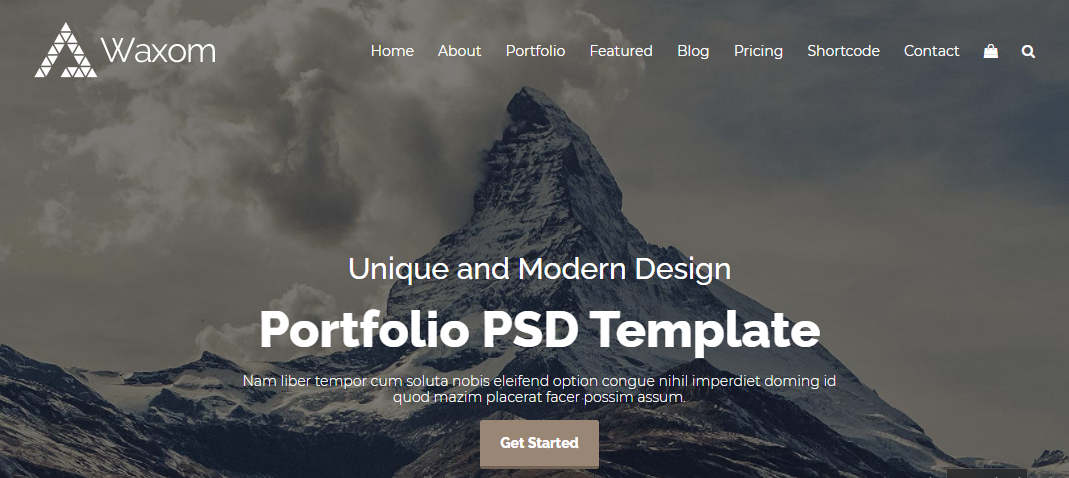 Waxom
Home About Portfolio Featured Blog Pricing Shortcode Contact
Unique and Modern Design
Portfolio PSD Template
Nam liber tempor cum soluta nobis eleifend option congue nihil imperdiet doming id
quod mazim placerat facer possim assum.
Get Started